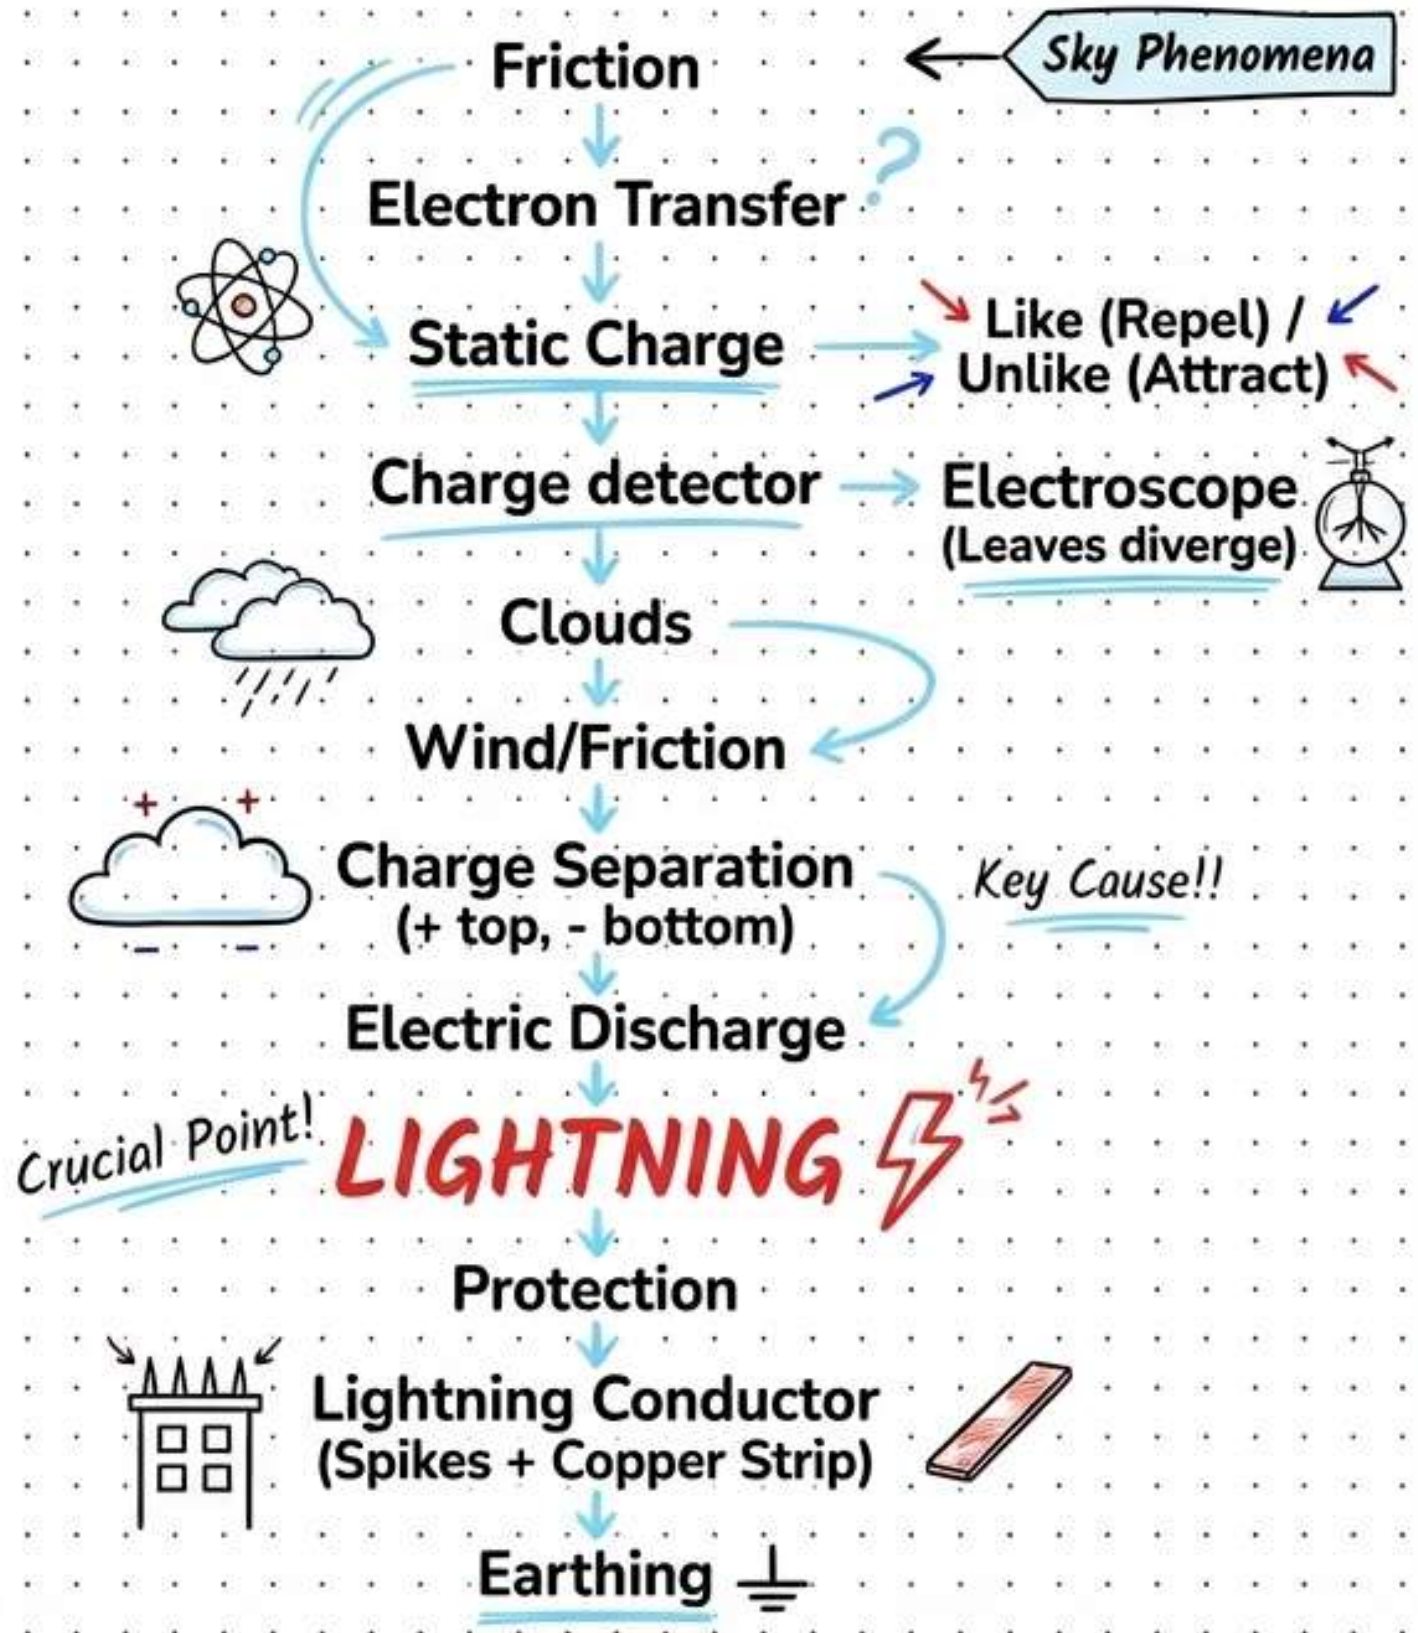 Friction
Sky Phenomena
Electron Transfer ?
Static Charge
Like (Repel) /
Unlike (Attract)
Charge detector
Electroscope
(Leaves diverge)
Clouds
Wind/Friction
+ +
Charge Separation
(+ top, - bottom)
Key Cause!!
- -
Electric Discharge
Crucial Point!
LIGHTNING
Protection
Lightning Conductor
(Spikes + Copper Strip)
Earthing